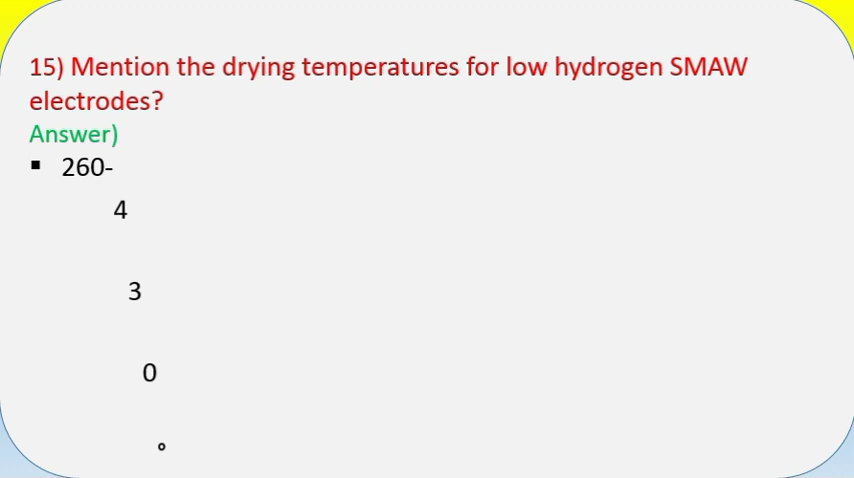 15) Mention the drying temperatures for low hydrogen SMAW
electrodes?
Answer)
▪ 260-
4
3
0
°